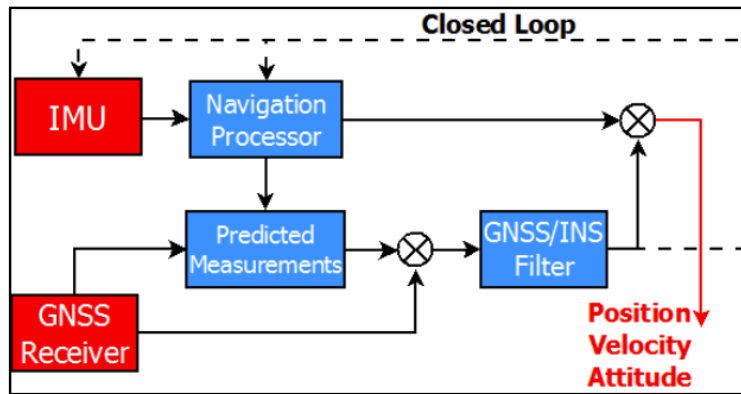 Closed Loop
IMU
Navigation
Processor
Predicted
Measurements
GNSS/INS
Filter
GNSS
Receiver
Position
Velocity
Attitude